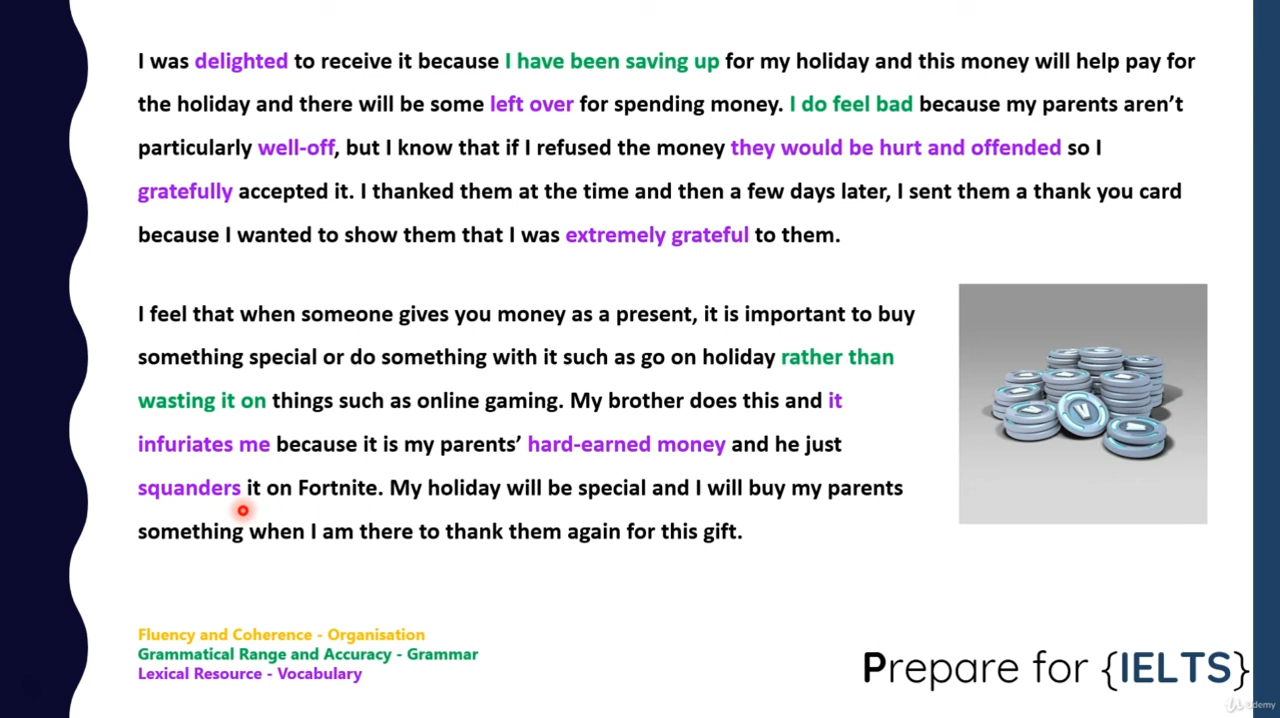 I was delighted to receive it because I have been saving up for my holiday and this money will help pay for
the holiday and there will be some left over for spending money. I do feel bad because my parents aren’t
particularly well-off, but I know that if I refused the money they would be hurt and offended so I
gratefully accepted it. I thanked them at the time and then a few days later, I sent them a thank you card
because I wanted to show them that I was extremely grateful to them.
I feel that when someone gives you money as a present, it is important to buy
something special or do something with it such as go on holiday rather than
wasting it on things such as online gaming. My brother does this and it
infuriates me because it is my parents’ hard-earned money and he just
squanders it on Fortnite. My holiday will be special and I will buy my parents
something when I am there to thank them again for this gift.
Fluency and Coherence - Organisation
Grammatical Range and Accuracy - Grammar
Lexical Resource - Vocabulary
Prepare for {IELTS}
Udemy